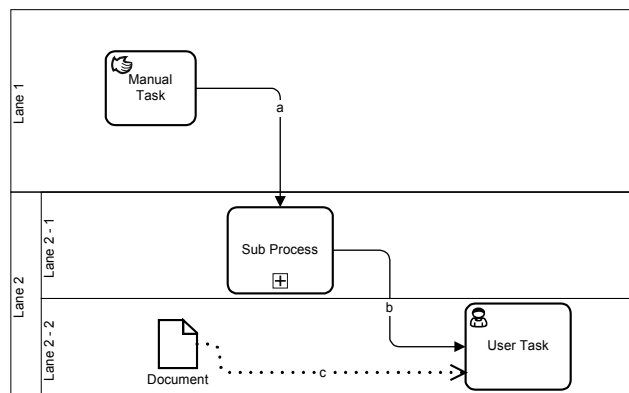 Lane 1
Manual
Task
a
Lane 2
Lane 2 - 1
Sub Process
b
Lane 2 - 2
User Task
Document
c